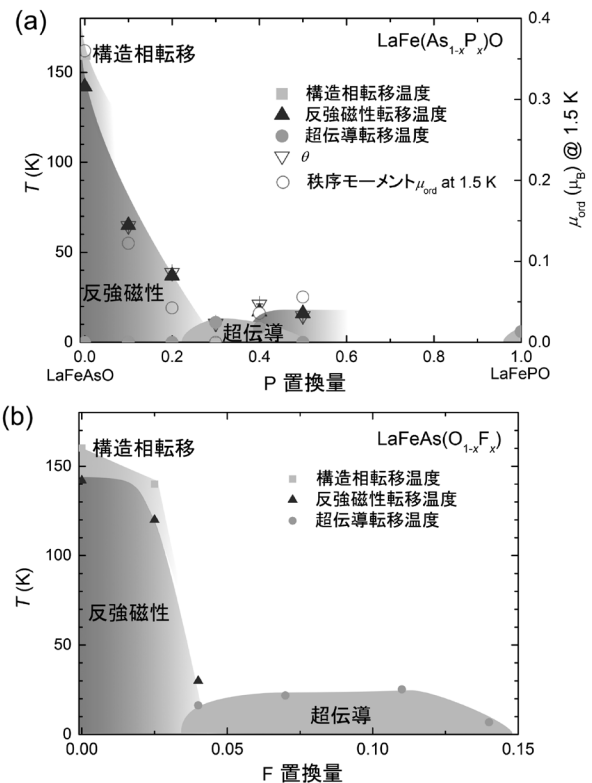 (a)
LaFe(As1-xPx)O
構造相転移
構造相転移温度
反強磁性転移温度
超伝導転移温度
θ
秩序モーメントμord at 1.5 K
反強磁性
超伝導
T (K)
150
100
50
0
μord (μB) @ 1.5 K
0.4
0.3
0.2
0.1
0.0
0.0 0.2 0.4 0.6 0.8 1.0
LaFeAsO LaFePO
P 置換量
(b)
LaFeAs(O1-xFx)
構造相転移
構造相転移温度
反強磁性転移温度
超伝導転移温度
反強磁性
超伝導
T (K)
150
100
50
0
0.00 0.05 0.10 0.15
F 置換量